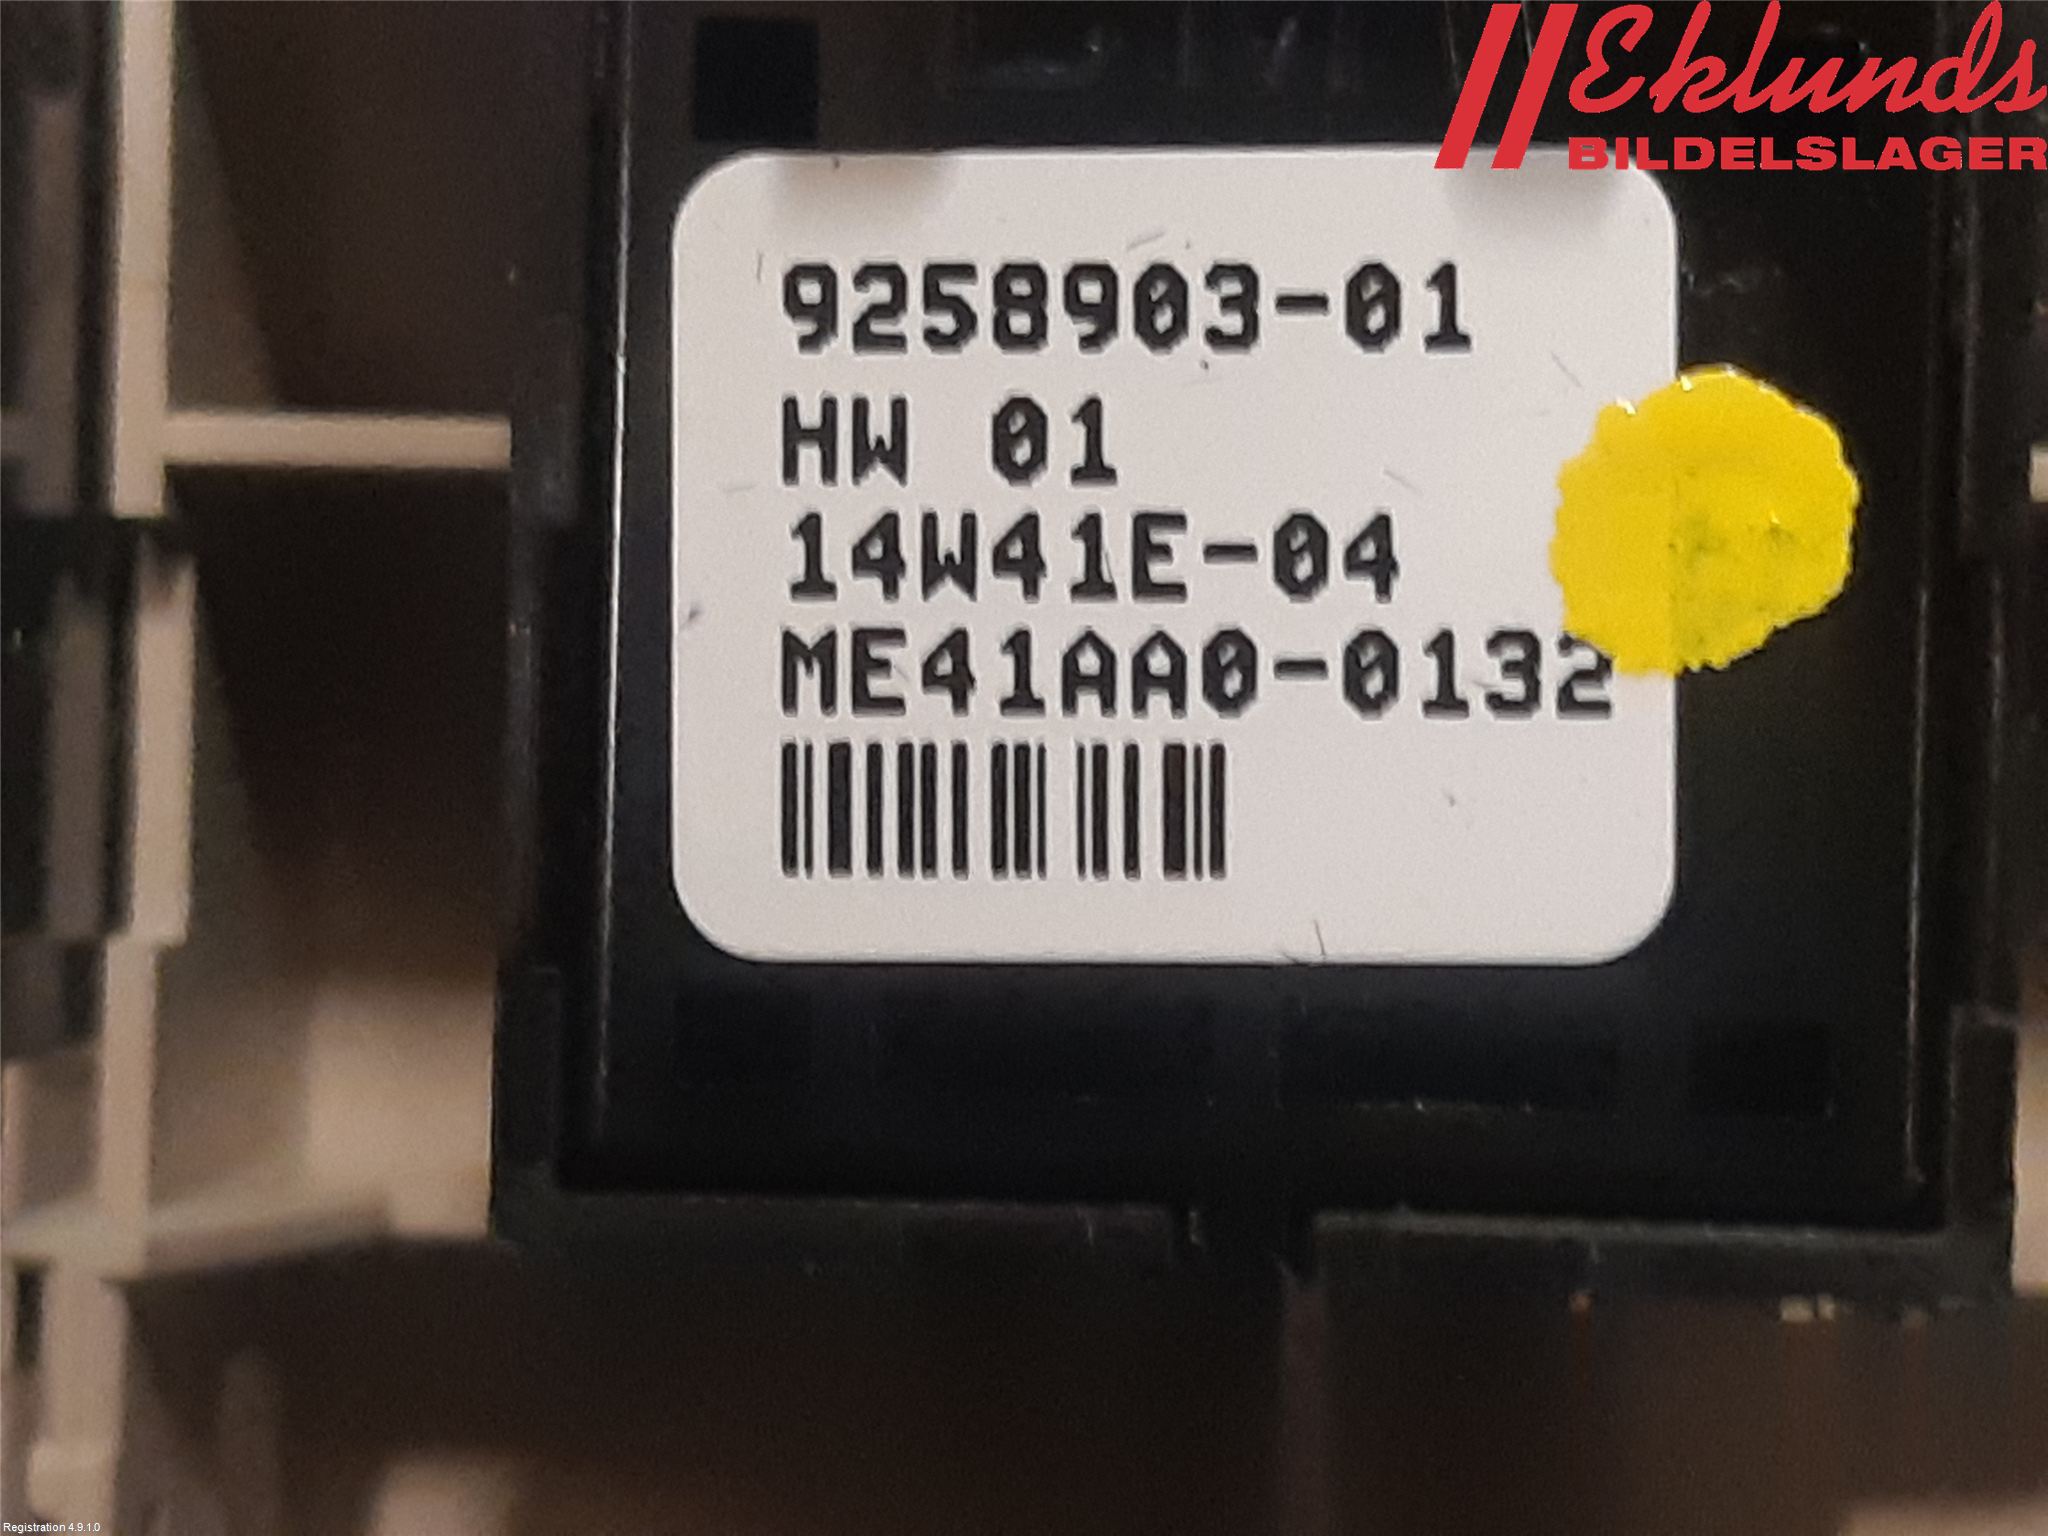 Eklunds
BILDELSLAGER
9258903-01
HW 01
14W41E-04
ME41AA0-0132
Registration 4.9.1.0